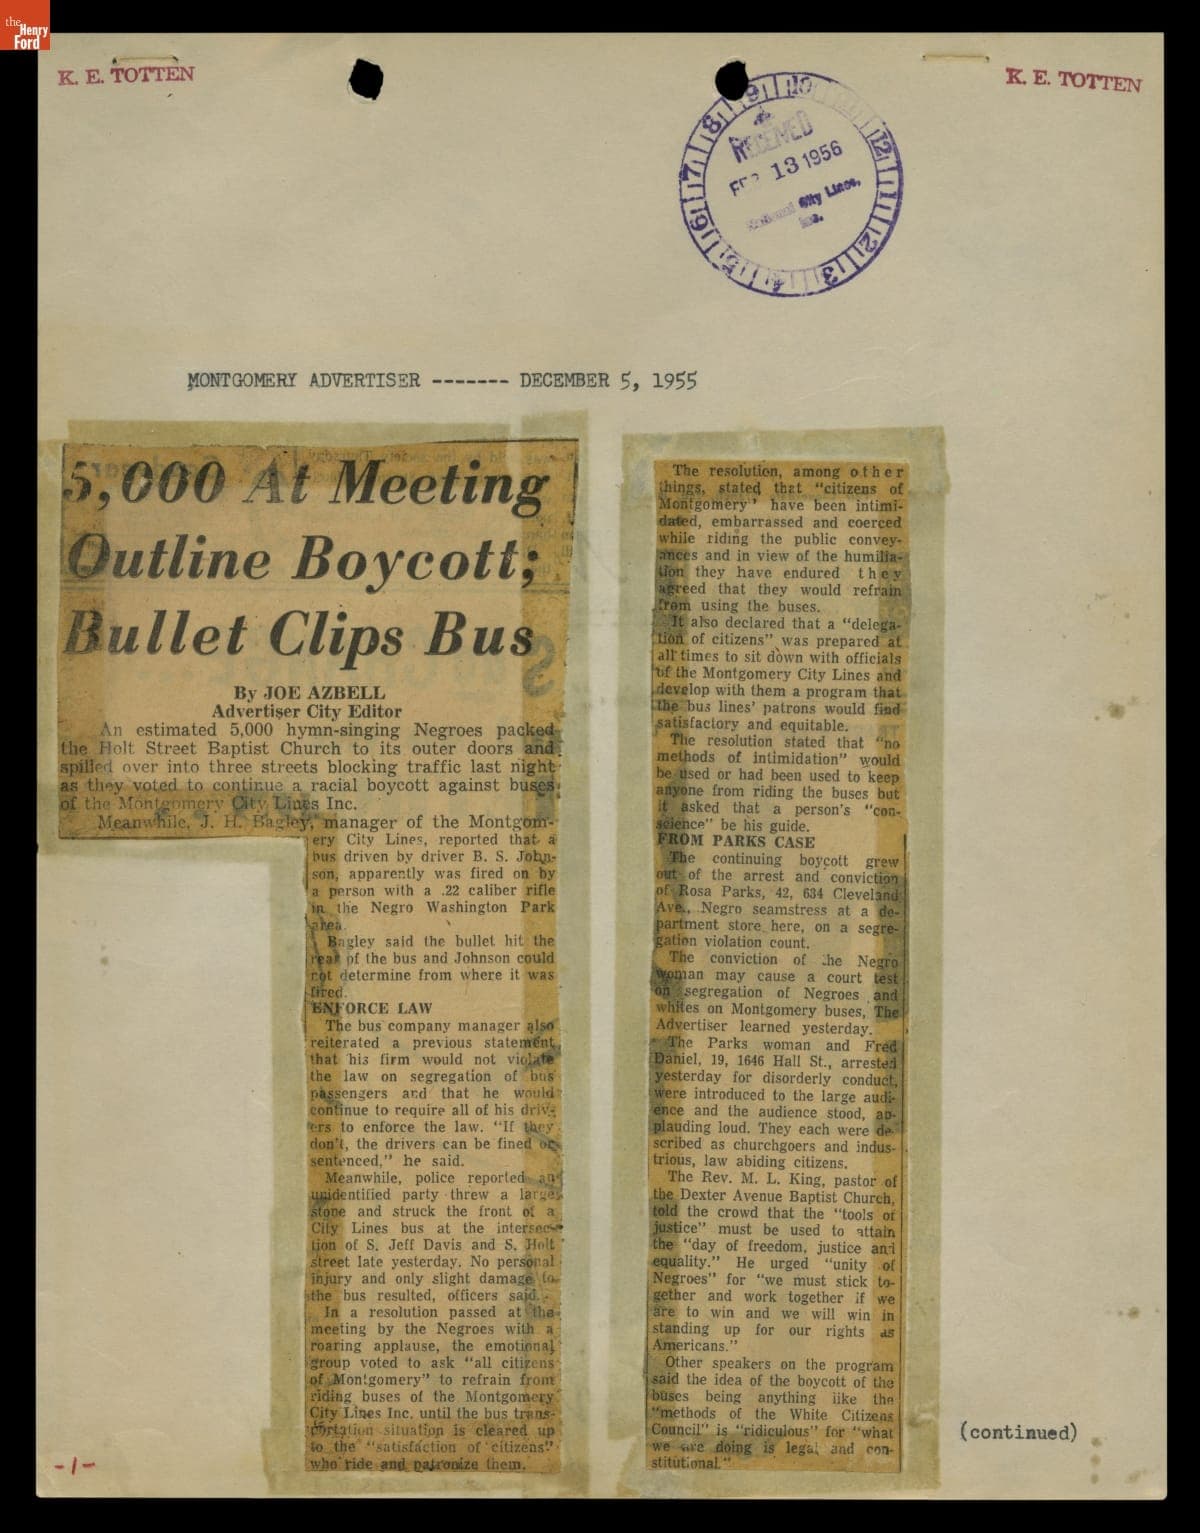 the
Henry
Ford
K. E. TOTTEN
K. E. TOTTEN
8 9 10 12 1 2 3 4 5 16 17
RECEIVED
FEB 13 1956
National City Lines,
Inc.
MONTGOMERY ADVERTISER ------- DECEMBER 5, 1955
5,000 At Meeting
Outline Boycott;
Bullet Clips Bus
By JOE AZBELL
Advertiser City Editor
An estimated 5,000 hymn-singing Negroes packed
the Holt Street Baptist Church to its outer doors and
spilled over into three streets blocking traffic last night
as they voted to continue a racial boycott against buses
of the Montgomery City Lines Inc.
Meanwhile, J. H. Bagley, manager of the Montgom-
ery City Lines, reported that a
bus driven by driver B. S. John-
son, apparently was fired on by
a person with a .22 caliber rifle
in the Negro Washington Park
area.
Bagley said the bullet hit the
rear of the bus and Johnson could
not determine from where it was
fired.
ENFORCE LAW
The bus company manager also
reiterated a previous statement
that his firm would not violate
the law on segregation of bus
passengers and that he would
continue to require all of his driv-
ers to enforce the law. "If they
don't, the drivers can be fined or
sentenced," he said.
Meanwhile, police reported an
unidentified party threw a large
stone and struck the front of a
City Lines bus at the intersec-
tion of S. Jeff Davis and S. Holt
street late yesterday. No personal
injury and only slight damage to
the bus resulted, officers said.
In a resolution passed at the
meeting by the Negroes with a
roaring applause, the emotional
group voted to ask "all citizens
of Montgomery" to refrain from
riding buses of the Montgomery
City Lines Inc. until the bus trans-
portation situation is cleared up
to the "satisfaction of citizens"
who ride and patronize them.
The resolution, among other
things, stated that "citizens of
Montgomery" have been intimi-
dated, embarrassed and coerced
while riding the public convey-
ances and in view of the humilia-
tion they have endured they
agreed that they would refrain
from using the buses.
It also declared that a "delega-
tion of citizens" was prepared at
all times to sit down with officials
of the Montgomery City Lines and
develop with them a program that
the bus lines' patrons would find
satisfactory and equitable.
The resolution stated that "no
methods of intimidation" would
be used or had been used to keep
anyone from riding the buses but
it asked that a person's "con-
science" be his guide.
FROM PARKS CASE
The continuing boycott grew
out of the arrest and conviction
of Rosa Parks, 42, 634 Cleveland
Ave., Negro seamstress at a de-
partment store here, on a segre-
gation violation count.
The conviction of the Negro
woman may cause a court test
on segregation of Negroes and
whites on Montgomery buses, The
Advertiser learned yesterday.
The Parks woman and Fred
Daniel, 19, 1646 Hall St., arrested
yesterday for disorderly conduct,
were introduced to the large audi-
ence and the audience stood, ap-
plauding loud. They each were de-
scribed as churchgoers and indus-
trious, law abiding citizens.
The Rev. M. L. King, pastor of
the Dexter Avenue Baptist Church,
told the crowd that the "tools of
justice" must be used to attain
the "day of freedom, justice and
equality." He urged "unity of
Negroes" for "we must stick to-
gether and work together if we
are to win and we will win in
standing up for our rights as
Americans."
Other speakers on the program
said the idea of the boycott of the
buses being anything like the
"methods of the White Citizens
Council" is "ridiculous" for "what
we are doing is legal and con-
stitutional."
(continued)
-1-